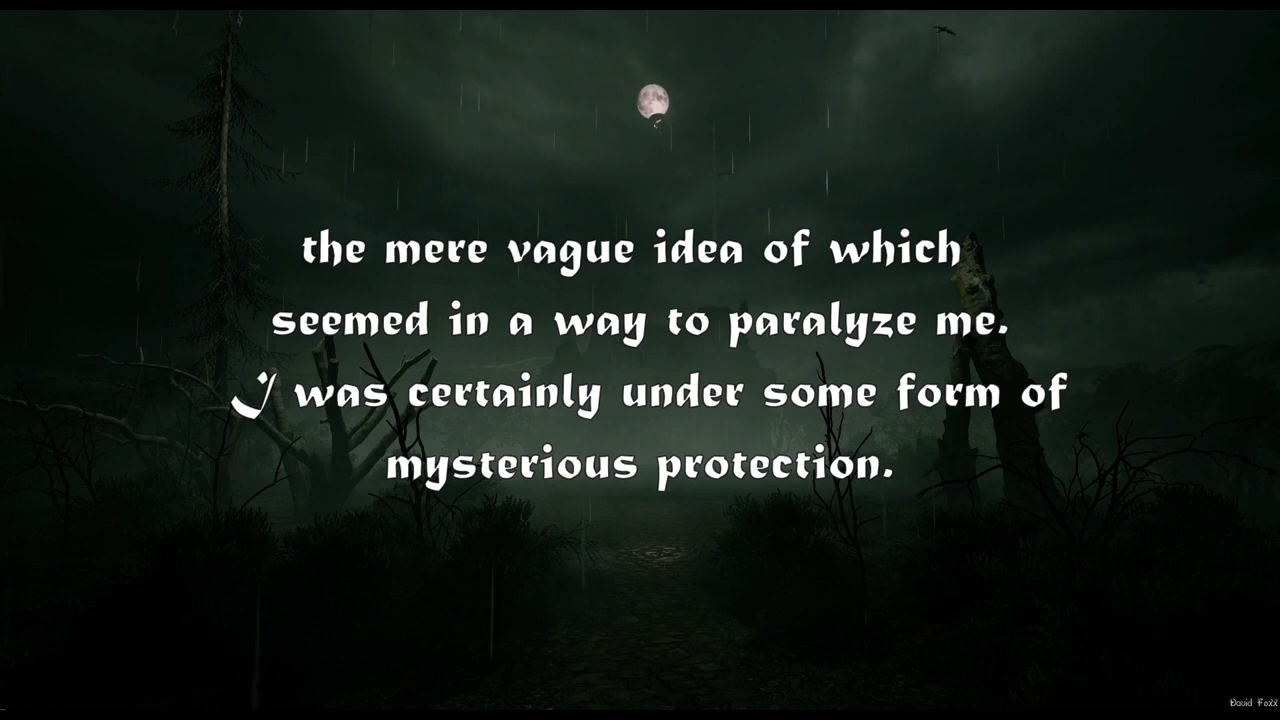 the mere vague idea of which
seemed in a way to paralyze me.
I was certainly under some form of
mysterious protection.
David Foxx